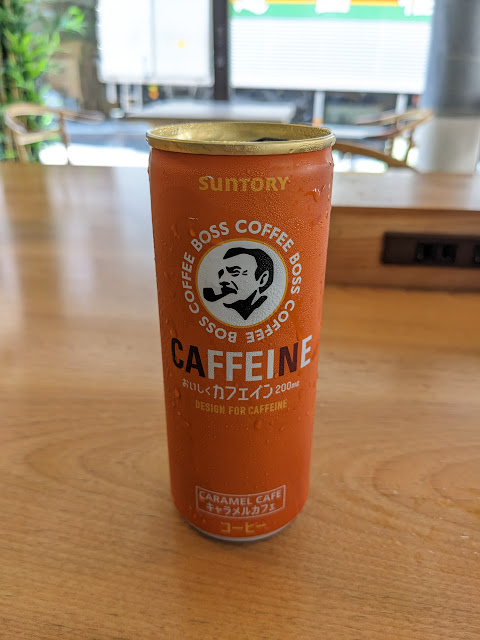 SUNTORY
BOSS COFFEE BOSS COFFEE BOSS COFFEE
CAFFEINE
おいしくカフェイン200mg
DESIGN FOR CAFFEINE
CARAMEL CAFE
キャラメルカフェ
コーヒー